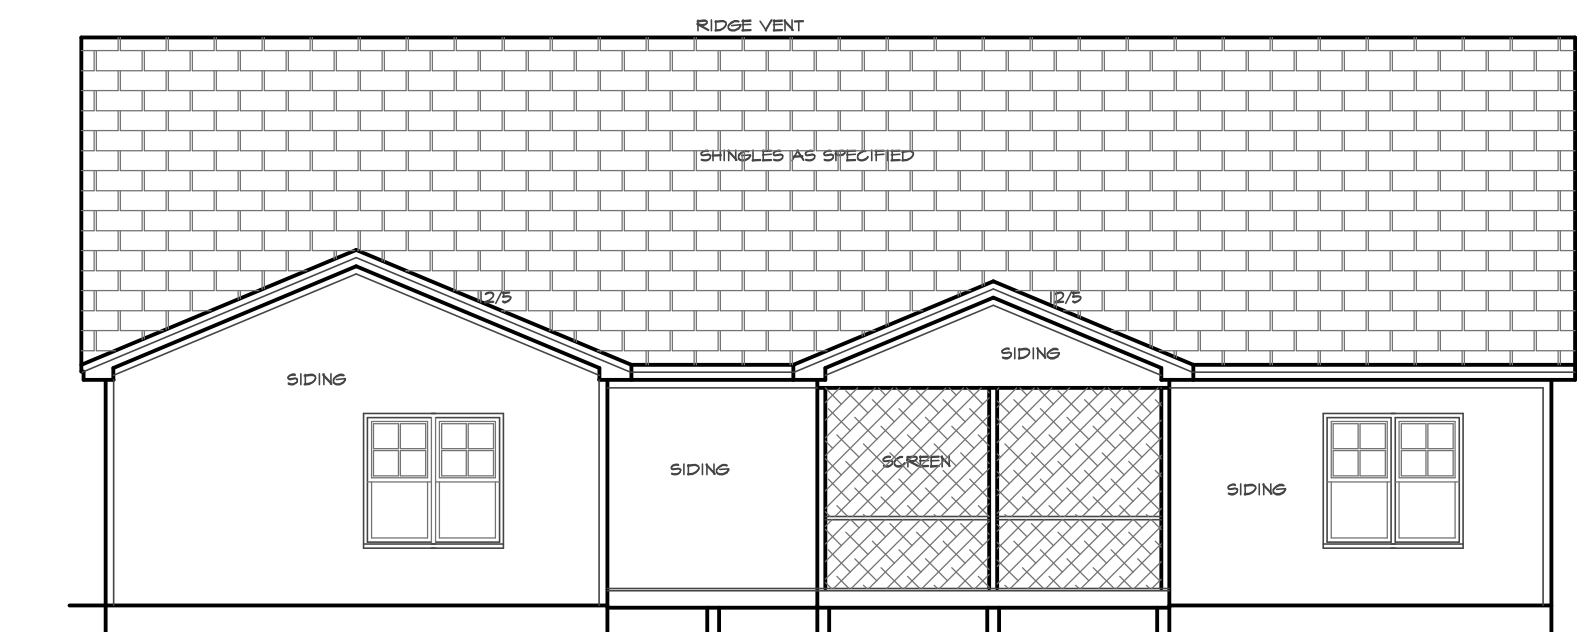 RIDGE VENT
SHINGLES AS SPECIFIED
12/5
12/5
SIDING
SIDING
SCREEN
SIDING
SIDING